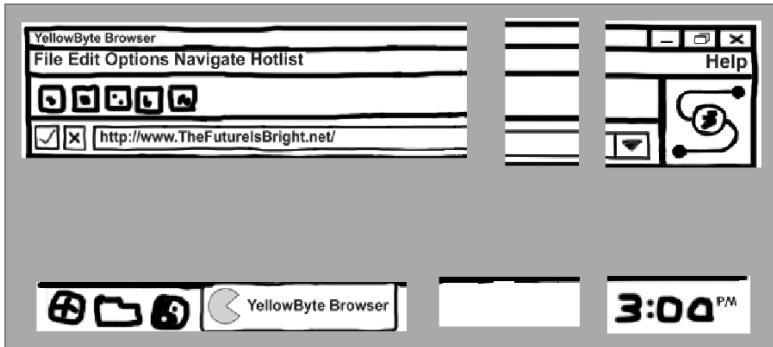 YellowByte Browser
File Edit Options Navigate Hotlist Help
http://www.TheFutureIsBright.net/
YellowByte Browser
3:00 PM